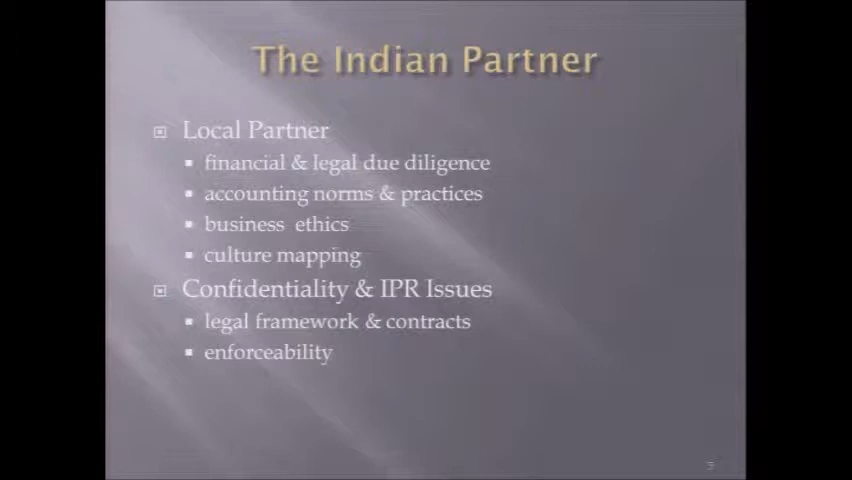 The Indian Partner
Local Partner
financial & legal due diligence
accounting norms & practices
business ethics
culture mapping
Confidentiality & IPR Issues
legal framework & contracts
enforceability